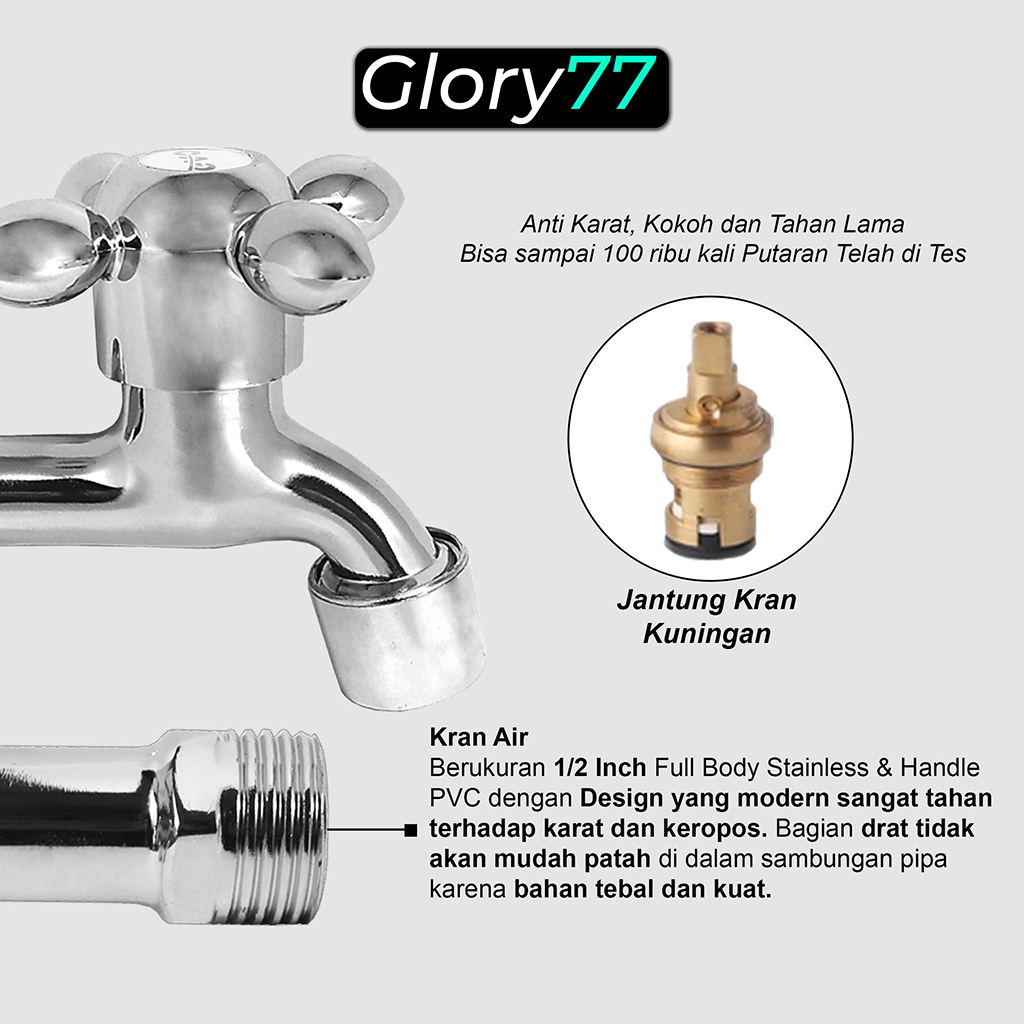 Glory77
Anti Karat, Kokoh dan Tahan Lama
Bisa sampai 100 ribu kali Putaran Telah di Tes
Jantung Kran
Kuningan
Kran Air
Berukuran 1/2 Inch Full Body Stainless & Handle
PVC dengan Design yang modern sangat tahan
terhadap karat dan keropos. Bagian drat tidak
akan mudah patah di dalam sambungan pipa
karena bahan tebal dan kuat.